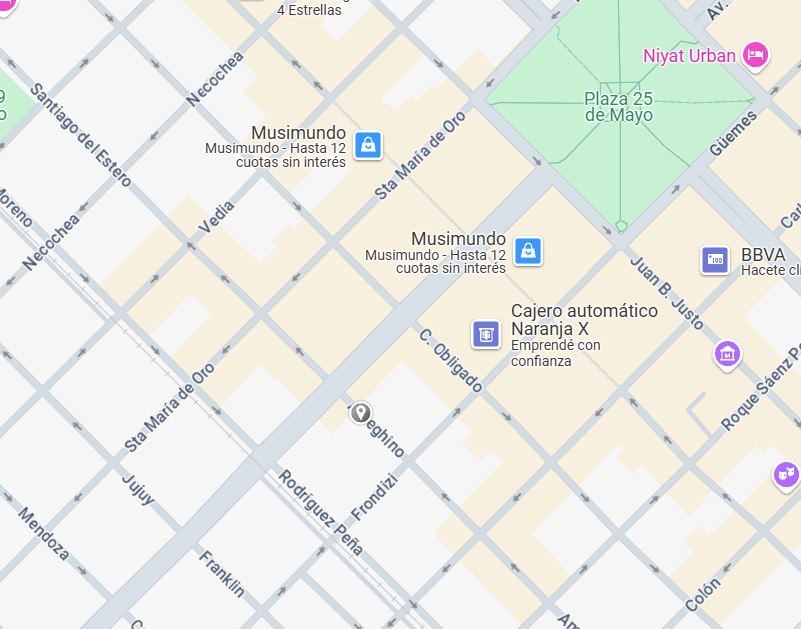 4 Estrellas
Av.
Niyat Urban
Necochea
Santiago del Estero
9
o
Plaza 25
de Mayo
Güemes
Musimundo
Musimundo - Hasta 12
cuotas sin interés
Sta María de Oro
Moreno
Vedia
Necochea
Musimundo
Musimundo - Hasta 12
cuotas sin interés
BBVA
Juan B. Justo
Cajero automático
Naranja X
Emprendé con
confianza
C. Obligado
Sta María de Oro
Roque Sáenz
Jujuy
Rodríguez Peña
Frondizi
Mendoza
Franklin
Colón